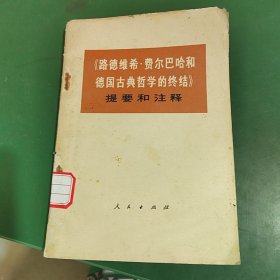 《路德维希·费尔巴哈和
德国古典哲学的终结》
提要和注释
人民出版社